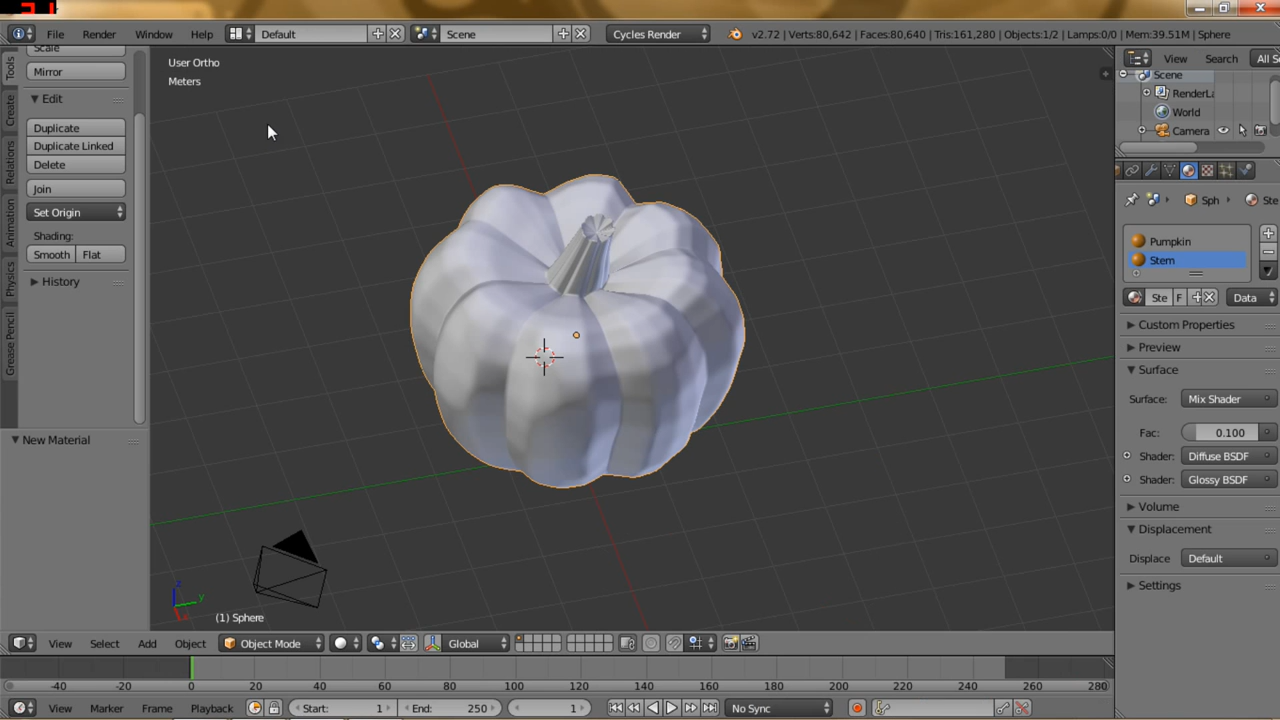 File Render Window Help Default Scene Cycles Render v2.72 | Verts:80,642 | Faces:80,640 | Tris:161,280 | Objects:1/2 | Lamps:0/0 | Mem:39.51M | Sphere
Tools
Create
Relations
Animation
Physics
Grease Pencil
Scale
Mirror
Edit
Duplicate
Duplicate Linked
Delete
Join
Set Origin
Shading:
Smooth Flat
History
New Material
User Ortho
Meters
(1) Sphere
z
y
x
View Search All S
Scene
RenderLa
World
Camera
Sph Ste
Pumpkin
Stem
Ste F Data
Custom Properties
Preview
Surface
Surface: Mix Shader
Fac: 0.100
Shader: Diffuse BSDF
Shader: Glossy BSDF
Volume
Displacement
Displace Default
Settings
View Select Add Object Object Mode Global
-40 -20 0 20 40 60 80 100 120 140 160 180 200 220 240 260 280
View Marker Frame Playback Start: 1 End: 250 1 No Sync